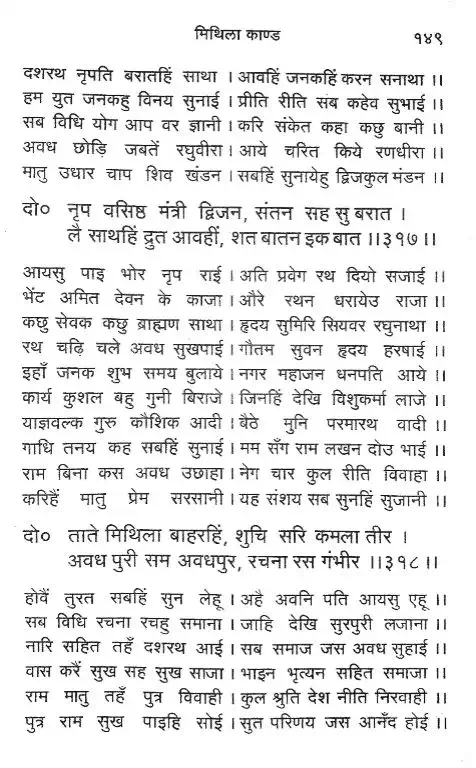 मिथिला काण्ड १४९
दशरथ नृपति बरातहिं साथा । आवहिं जनकहिं करन सनाथा ।।
हम युत जनकहु विनय सुनाई । प्रीति रीति सब कहेव सुभाई ।।
सब विधि योग आप वर ज्ञानी । करि संकेत कहा कछु बानी ।।
अवध छोड़ि जबतें रघुवीरा । आये चरित किये रणधीरा ।।
मातु उधार चाप शिव खंडन । सबहिं सुनायेहु द्विजकुल मंडन ।।
दो० नृप वसिष्ठ मंत्री द्विजन, संतन सह सु बरात ।
लै साथहिं द्रुत आवहीं, शत बातन इक बात ।।३१७।।
आयसु पाइ भोर नृप राई । अति प्रवेग रथ दियो सजाई ।।
भेंट अमित देवन के काजा । औरे रथन धरायेउ राजा ।।
कछु सेवक कछु ब्राह्मण साथा । हृदय सुमिरि सियवर रघुनाथा ।।
रथ चढ़ि चले अवध सुखपाई । गौतम सुवन हृदय हरषाई ।।
इहाँ जनक शुभ समय बुलाये । नगर महाजन धनपति आये ।।
कार्य कुशल बहु गुनी बिराजे । जिनहिं देखि विशुकर्मा लाजे ।।
याज्ञवल्क गुरु कौशिक आदी । बैठे मुनि परमारथ वादी ।।
गाधि तनय कह सबहिं सुनाई । मम सँग राम लखन दोउ भाई ।।
राम बिना कस अवध उछाहा । नेग चार कुल रीति विवाहा ।।
करिहैं मातु प्रेम सरसानी । यह संशय सब सुनहिं सुजानी ।।
दो० ताते मिथिला बाहरहिं, शुचि सरि कमला तीर ।
अवध पुरी सम अवधपुर, रचना रस गंभीर ।।३१८।।
होवैं तुरत सबहिं सुन लेहू । अहै अवनि पति आयसु एहू ।।
सब विधि रचना रचहु समाना । जाहि देखि सुरपुरी लजाना ।।
नारि सहित तहँ दशरथ आई । सब समाज जस अवध सुहाई ।।
वास करैं सुख सह सुख साजा । भाइन भृत्यन सहित समाजा ।।
राम मातु तहँ पुत्र विवाही । कुल श्रुति देश नीति निरवाही ।।
पुत्र राम सुख पाइहि सोई । सुत परिणय जस आनँद होई ।।